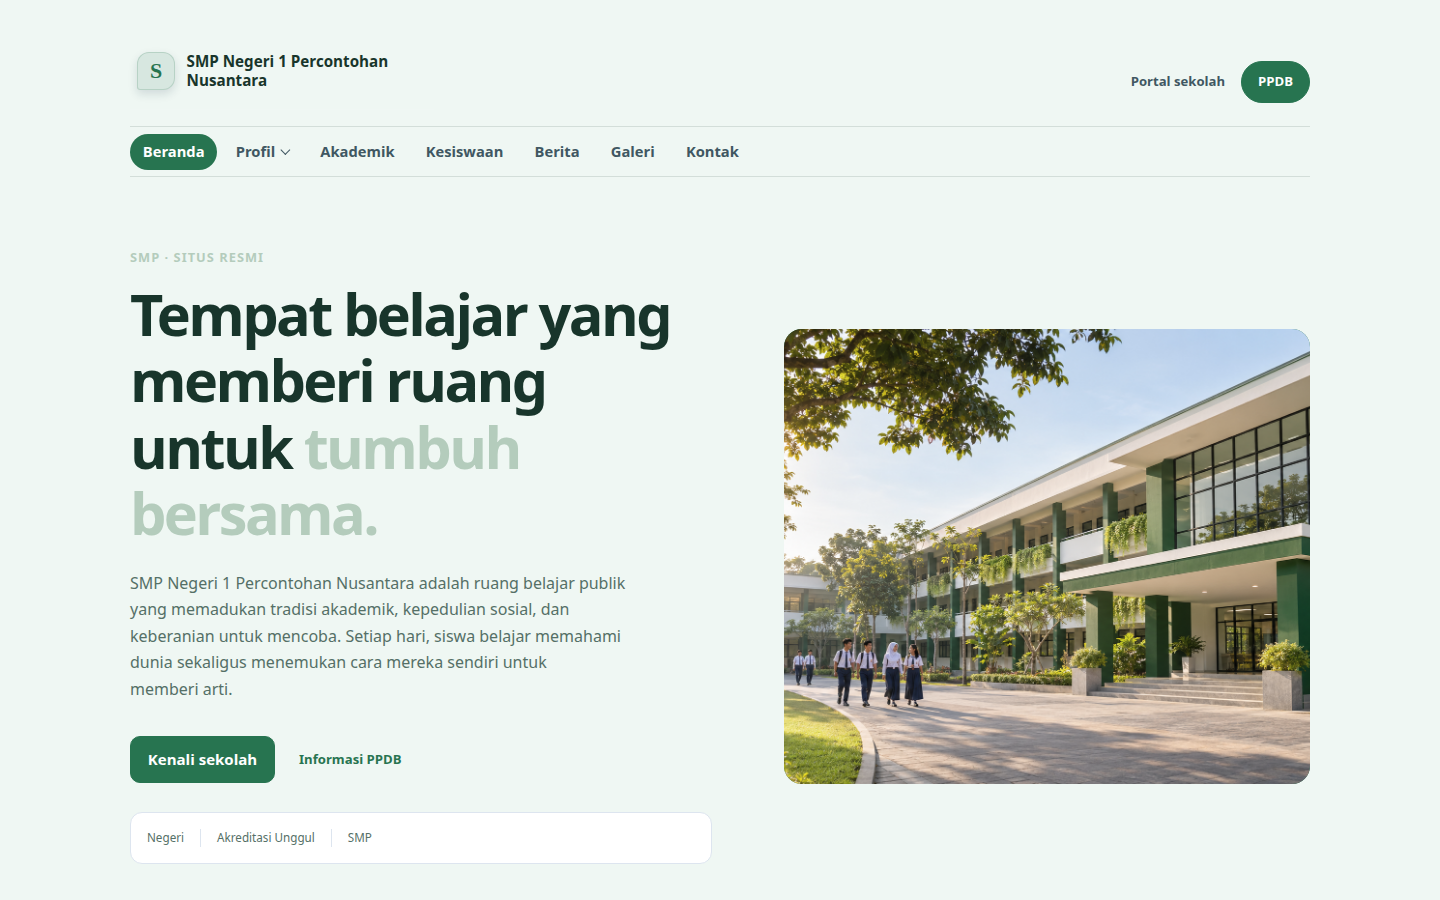 S
SMP Negeri 1 Percontohan
Nusantara
Portal sekolah
PPDB
Beranda
Profil
Akademik
Kesiswaan
Berita
Galeri
Kontak
SMP · SITUS RESMI
Tempat belajar yang
memberi ruang
untuk tumbuh
bersama.
SMP Negeri 1 Percontohan Nusantara adalah ruang belajar publik
yang memadukan tradisi akademik, kepedulian sosial, dan
keberanian untuk mencoba. Setiap hari, siswa belajar memahami
dunia sekaligus menemukan cara mereka sendiri untuk
memberi arti.
Kenali sekolah
Informasi PPDB
Negeri
Akreditasi Unggul
SMP